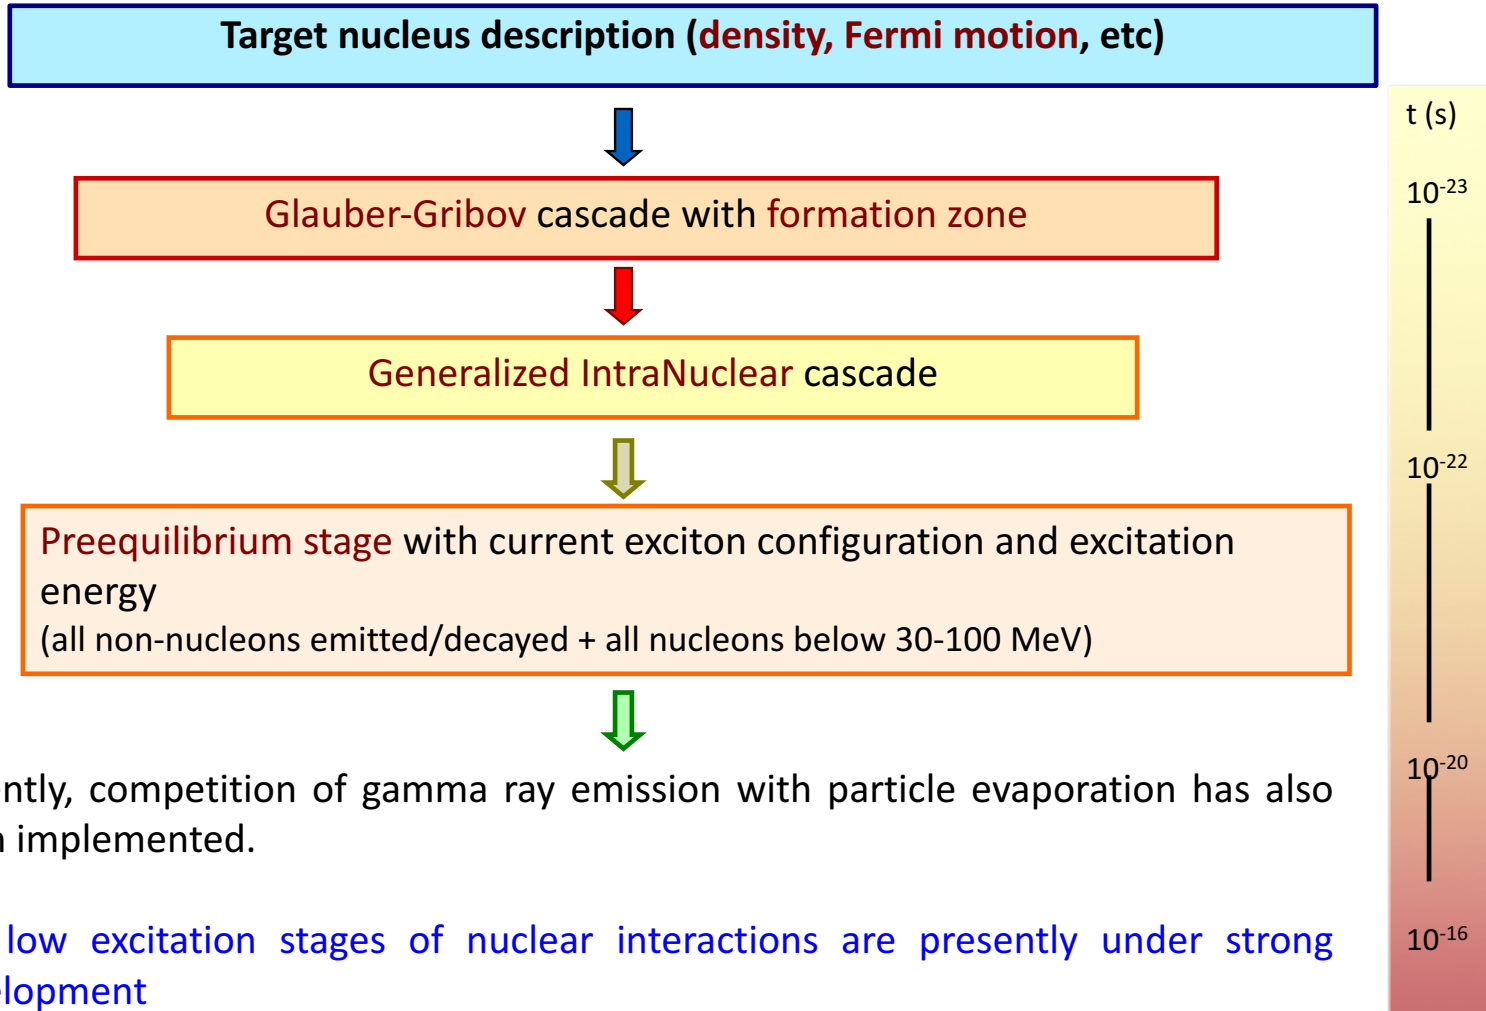 Target nucleus description (density, Fermi motion, etc)
t (s)
10⁻²³
Glauber-Gribov cascade with formation zone
Generalized IntraNuclear cascade
10⁻²²
Preequilibrium stage with current exciton configuration and excitation
energy
(all non-nucleons emitted/decayed + all nucleons below 30-100 MeV)
10⁻²⁰
ently, competition of gamma ray emission with particle evaporation has also
n implemented.
low excitation stages of nuclear interactions are presently under strong
10⁻¹⁶
elopment